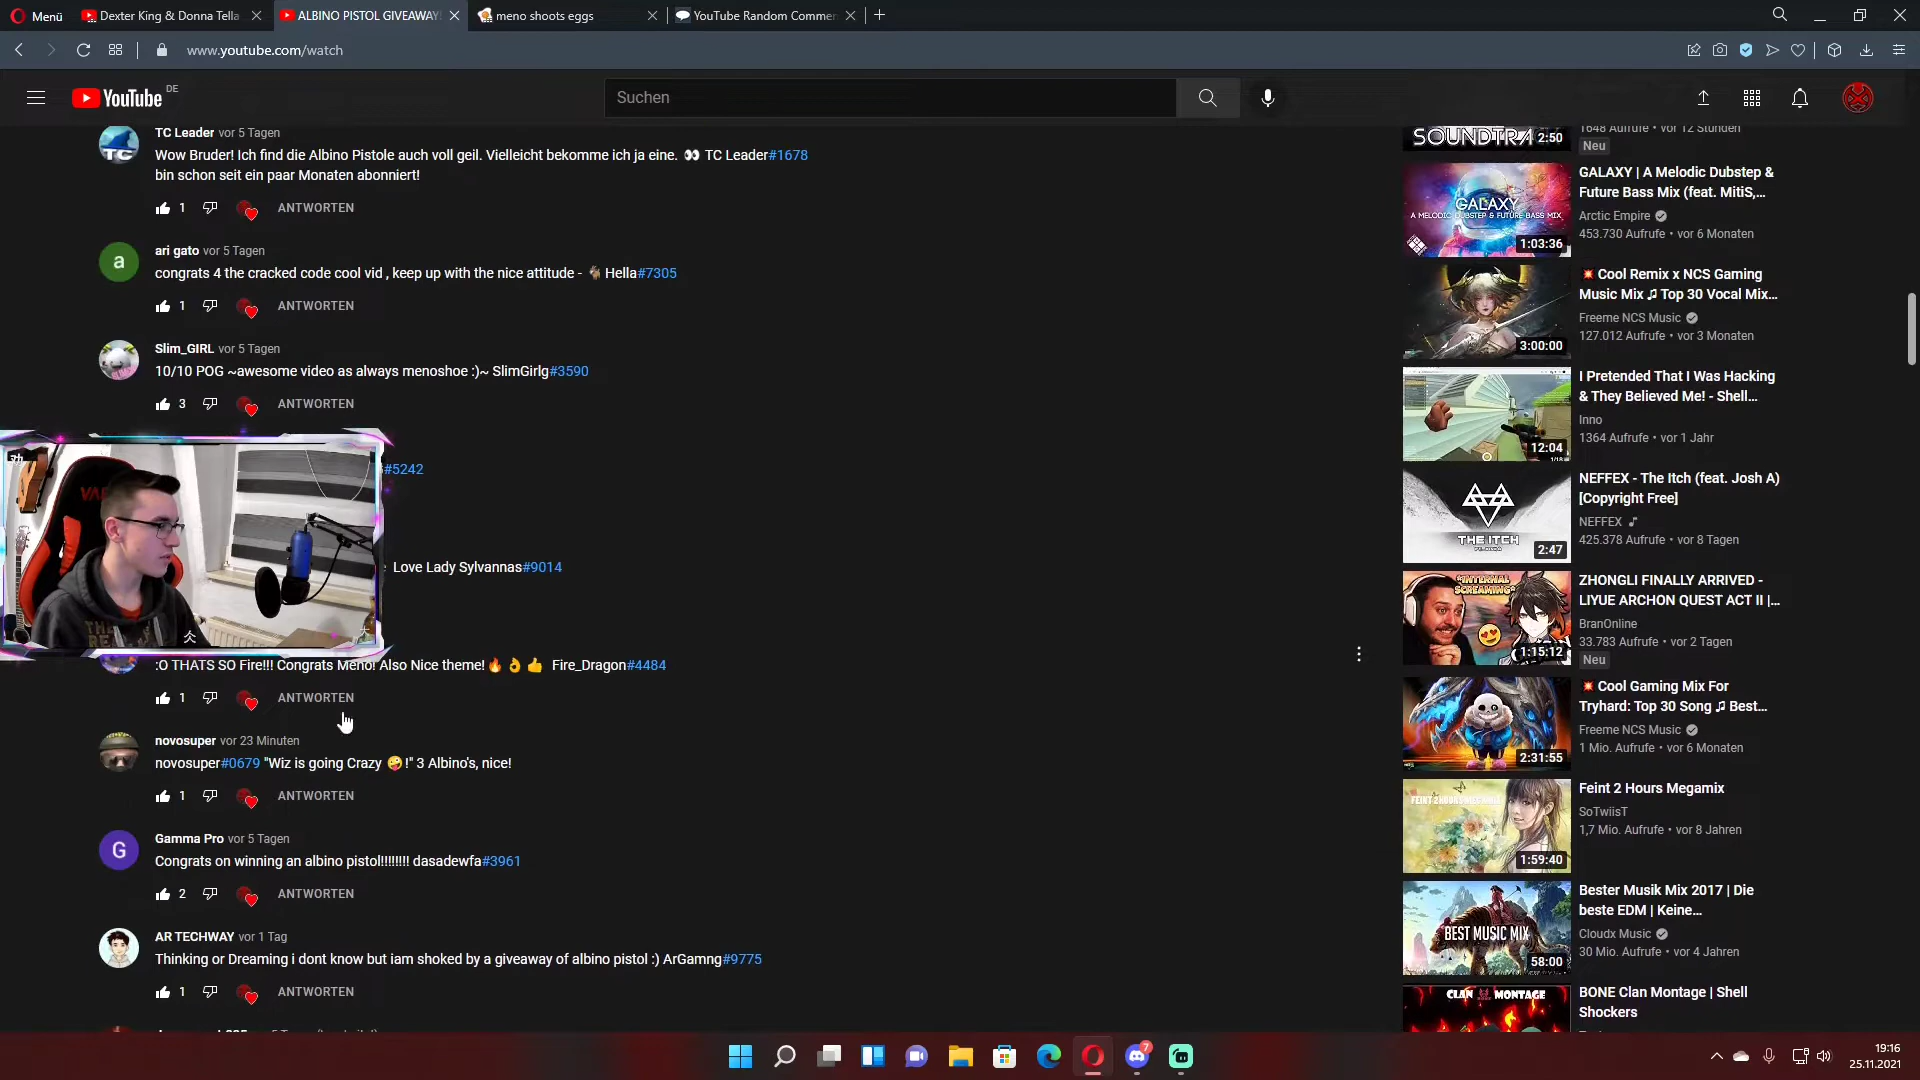 Menü
Dexter King & Donna Tella
ALBINO PISTOL GIVEAWAY!
meno shoots eggs
YouTube Random Commen
www.youtube.com/watch
YouTube DE
Suchen
TC
TC Leader vor 5 Tagen
Wow Bruder! Ich find die Albino Pistole auch voll geil. Vielleicht bekomme ich ja eine. 👀 TC Leader#1678
bin schon seit ein paar Monaten abonniert!
1 ANTWORTEN
a
ari gato vor 5 Tagen
congrats 4 the cracked code cool vid , keep up with the nice attitude - 🐐 Hella#7305
1 ANTWORTEN
Slim_GIRL vor 5 Tagen
10/10 POG ~awesome video as always menoshoe :)~ SlimGirlg#3590
3 ANTWORTEN
#5242
Love Lady Sylvannas#9014
:O THATS SO Fire!!! Congrats Meno! Also Nice theme!🔥👌👍 Fire_Dragon#4484
1 ANTWORTEN
novosuper vor 23 Minuten
novosuper#0679 "Wiz is going Crazy 🤪!" 3 Albino's, nice!
1 ANTWORTEN
G
Gamma Pro vor 5 Tagen
Congrats on winning an albino pistol!!!!!!!! dasadewfa#3961
2 ANTWORTEN
AR TECHWAY vor 1 Tag
Thinking or Dreaming i dont know but iam shoked by a giveaway of albino pistol :) ArGamng#9775
1 ANTWORTEN
SOUNDTRA
2:50
1648 Aufrufe • vor 12 Stunden
Neu
GALAXY
A MELODIC DUBSTEP & FUTURE BASS MIX
1:03:36
GALAXY | A Melodic Dubstep &
Future Bass Mix (feat. MitiS,...
Arctic Empire
453.730 Aufrufe • vor 6 Monaten
3:00:00
💥 Cool Remix x NCS Gaming
Music Mix ♫ Top 30 Vocal Mix...
Freeme NCS Music
127.012 Aufrufe • vor 3 Monaten
12:04
I Pretended That I Was Hacking
& They Believed Me! - Shell...
Inno
1364 Aufrufe • vor 1 Jahr
THE ITCH
2:47
NEFFEX - The Itch (feat. Josh A)
[Copyright Free]
NEFFEX
425.378 Aufrufe • vor 8 Tagen
*INTERNAL
SCREAMING*
1:15:12
ZHONGLI FINALLY ARRIVED -
LIYUE ARCHON QUEST ACT II |...
BranOnline
33.783 Aufrufe • vor 2 Tagen
Neu
2:31:55
💥 Cool Gaming Mix For
Tryhard: Top 30 Song ♫ Best...
Freeme NCS Music
1 Mio. Aufrufe • vor 6 Monaten
FEINT 2 HOURS MEGAMIX
1:59:40
Feint 2 Hours Megamix
SoTwiisT
1,7 Mio. Aufrufe • vor 8 Jahren
BEST MUSIC MIX
58:00
Bester Musik Mix 2017 | Die
beste EDM | Keine...
Cloudx Music
30 Mio. Aufrufe • vor 4 Jahren
CLAN MONTAGE
BONE Clan Montage | Shell
Shockers
7
19:16
25.11.2021